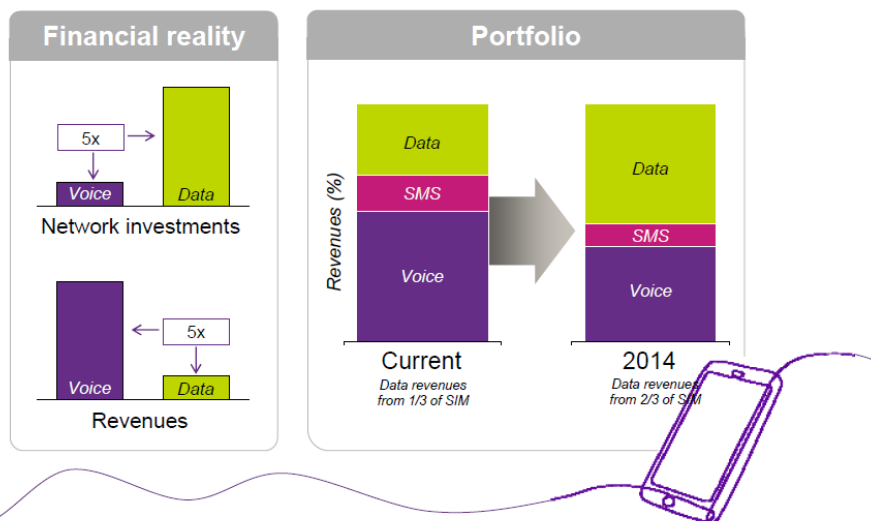 Financial reality
5x
Voice
Data
Network investments
5x
Voice
Data
Revenues
Portfolio
Revenues (%)
Data
SMS
Voice
Current
Data revenues
from 1/3 of SIM
Data
SMS
Voice
2014
Data revenues
from 2/3 of SIM